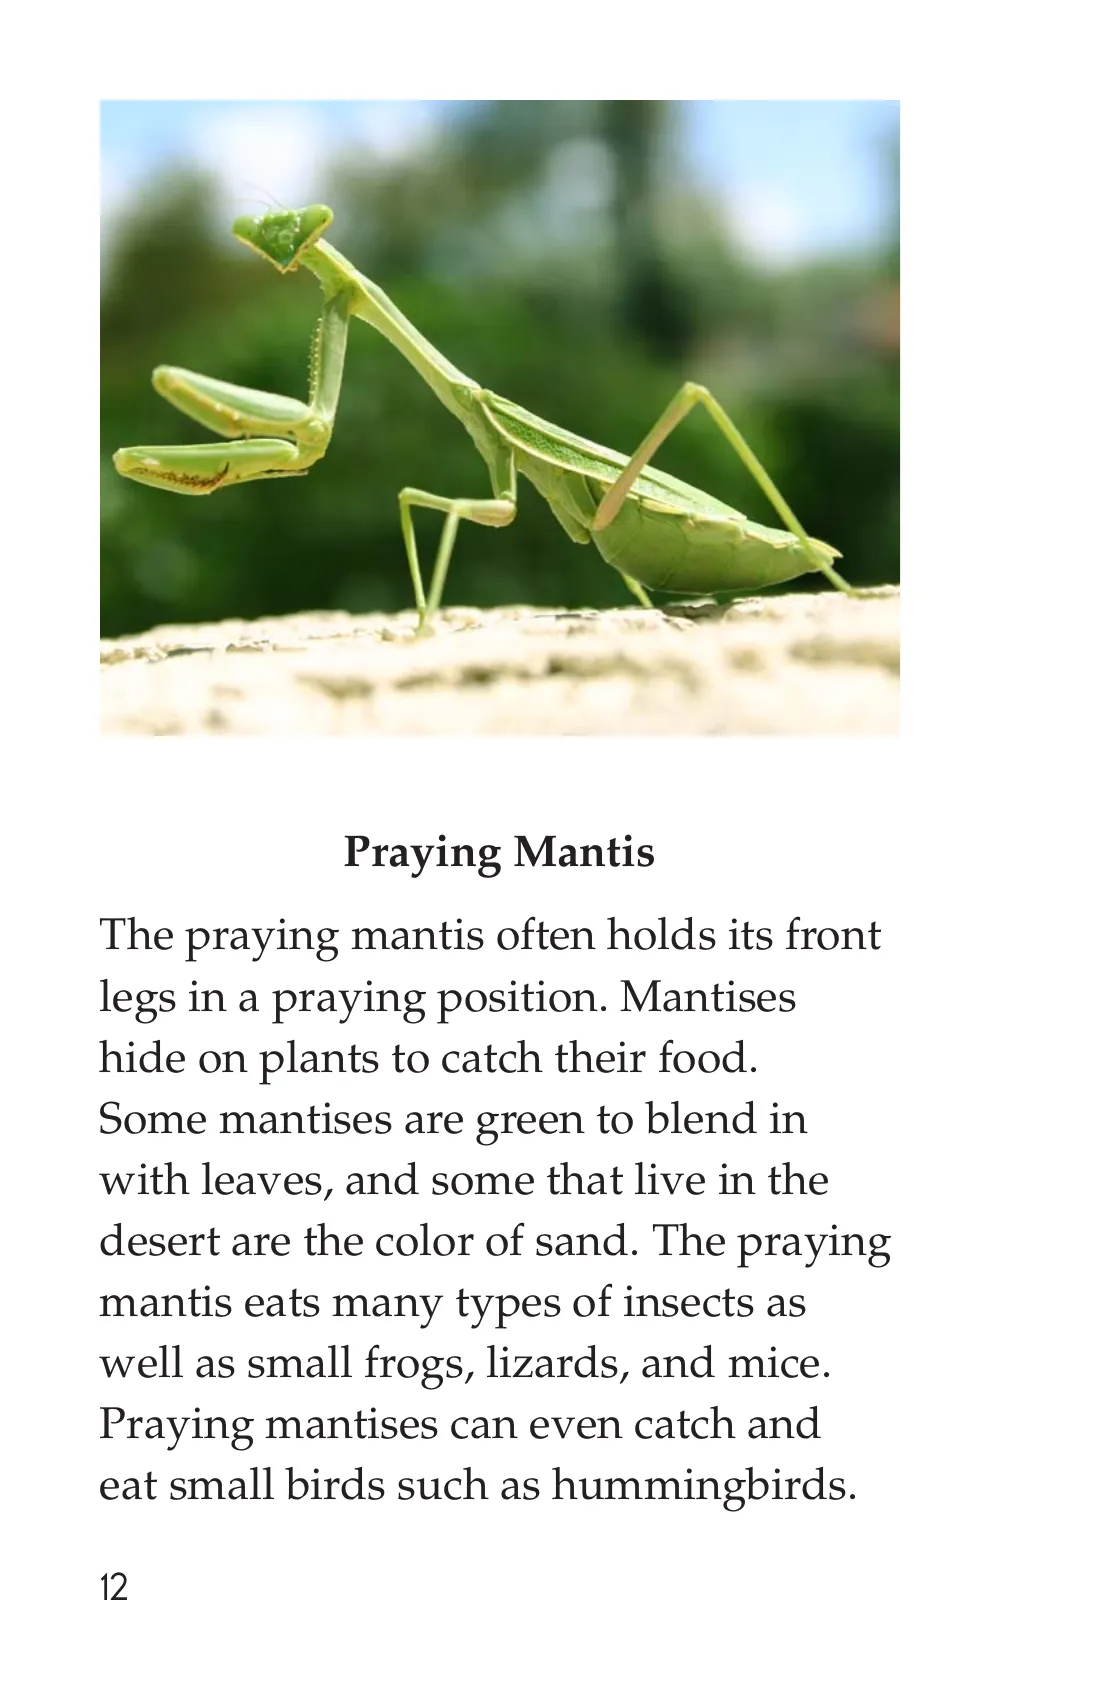 Praying Mantis
The praying mantis often holds its front
legs in a praying position. Mantises
hide on plants to catch their food.
Some mantises are green to blend in
with leaves, and some that live in the
desert are the color of sand. The praying
mantis eats many types of insects as
well as small frogs, lizards, and mice.
Praying mantises can even catch and
eat small birds such as hummingbirds.
12